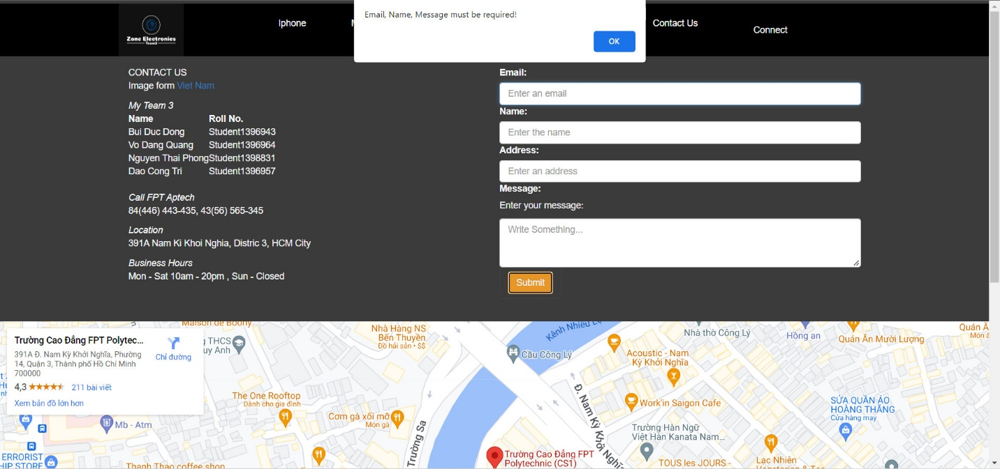 Email, Name, Message must be required!
OK
Zone Electronics
Team3
Iphone
Contact Us
Connect
CONTACT US
Image form Viet Nam
My Team 3
Name Roll No.
Bui Duc Dong Student1396943
Vo Dang Quang Student1396964
Nguyen Thai Phong Student1398831
Dao Cong Tri Student1396957
Call FPT Aptech
84(446) 443-435, 43(56) 565-345
Location
391A Nam Ki Khoi Nghia, Distric 3, HCM City
Business Hours
Mon - Sat 10am - 20pm , Sun - Closed
Email:
Enter an email
Name:
Enter the name
Address:
Enter an address
Message:
Enter your message:
Write Something...
Submit
Trường Cao Đẳng FPT Polytec...
391A Đ. Nam Kỳ Khởi Nghĩa, Phường
14, Quận 3, Thành phố Hồ Chí Minh
700000
4,3
211 bài viết
Chỉ đường
Xem bản đồ lớn hơn
Maison de Boony
THCS
uy Anh
Nhà Hàng NS
Bến Thuyền
Đồ hải sản • $$
Kênh Nhiêu
Cầu Công Lý
Acoustic - Nam
Kỳ Khởi Nghĩa
Nhà thờ Công Lý
Hồng an
Quán Ăn Mười Lượng
Quán Ă
Món
The One Rooftop
Dành cho gia đình
Cơm gà xối mỡ
Món gà
Work'in Saigon Cafe
Đ. Nam Kỳ Khởi Nghĩa
Trường Sa
Trường Hàn Ngữ
Việt Hàn Kanata Nam...
SỬA QUẦN ÁO
HOÀNG THĂNG
Cửa hàng may
Mb - Atm
ERRORIST
HIP STORE
Thanh Thao coffee shop
Trường Cao Đẳng FPT
Polytechnic (CS1)
TOUS les JOURS -
Lạc Nhiên
Vegetarian & Tea